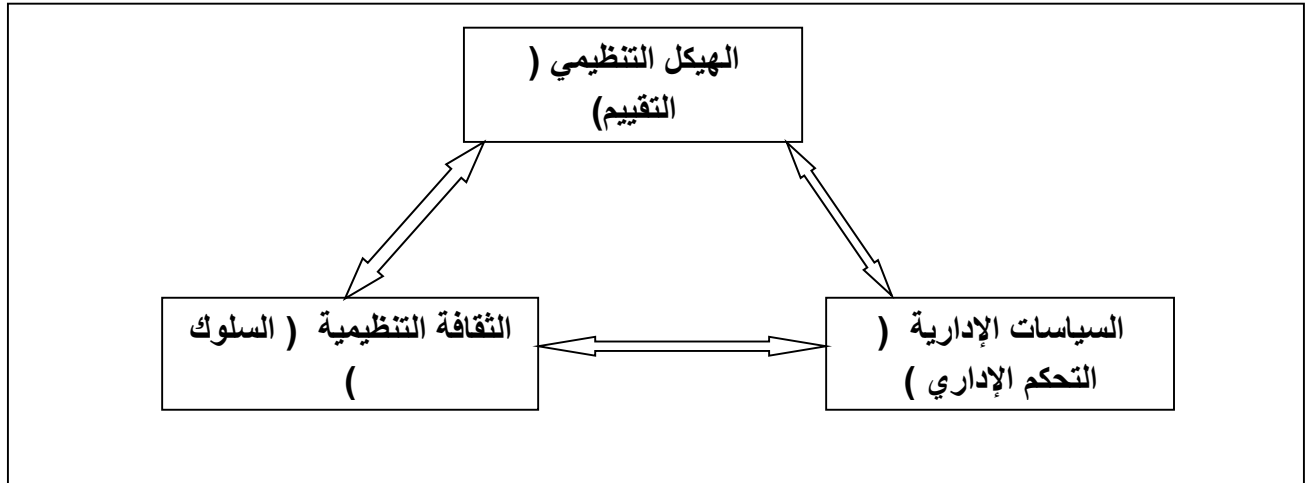 الهيكل التنظيمي (
التقييم)
السياسات الإدارية (
التحكم الإداري )
الثقافة التنظيمية ( السلوك
)